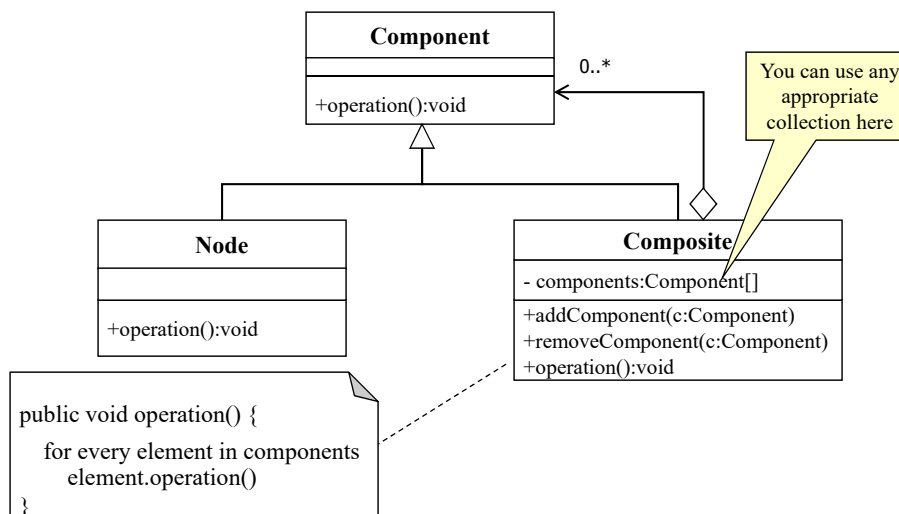 Component
+operation():void
0..*
You can use any
appropriate
collection here
Node
+operation():void
Composite
- components:Component[]
+addComponent(c:Component)
+removeComponent(c:Component)
+operation():void
public void operation() {
for every element in components
element.operation()
}